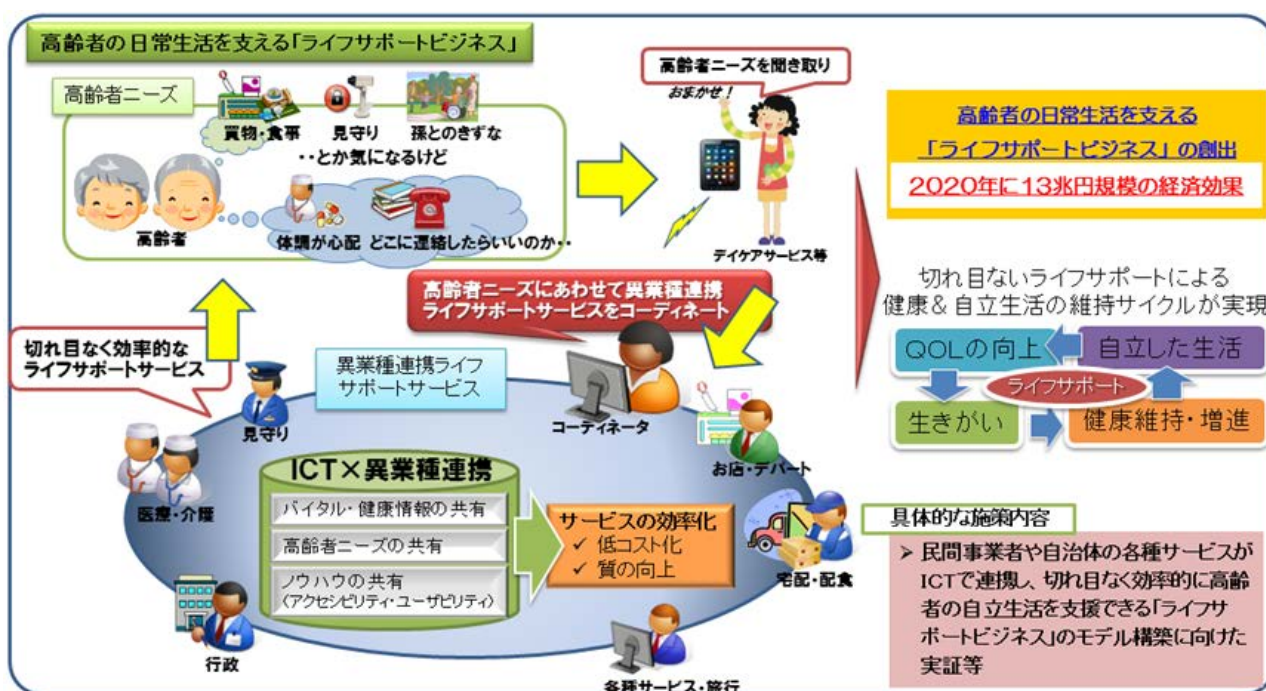 高齢者の日常生活を支える「ライフサポートビジネス」
高齢者ニーズ
買物・食事
見守り
孫とのきずな
・・とか気になるけど
高齢者
体調が心配
どこに連絡したらいいのか・・
高齢者ニーズを聞き取り
おまかせ!
デイケアサービス等
高齢者ニーズにあわせて異業種連携
ライフサポートサービスをコーディネート
切れ目なく効率的な
ライフサポートサービス
異業種連携ライフ
サポートサービス
見守り
コーディネータ
お店・デパート
医療・介護
ICT×異業種連携
バイタル・健康情報の共有
高齢者ニーズの共有
ノウハウの共有
(アクセシビリティ・ユーザビリティ)
サービスの効率化
✓ 低コスト化
✓ 質の向上
宅配・配食
行政
各種サービス・旅行
高齢者の日常生活を支える
「ライフサポートビジネス」の創出
2020年に13兆円規模の経済効果
切れ目ないライフサポートによる
健康&自立生活の維持サイクルが実現
QOLの向上
自立した生活
ライフサポート
生きがい
健康維持・増進
具体的な施策内容
➢ 民間事業者や自治体の各種サービスが
ICTで連携し、切れ目なく効率的に高齢
者の自立生活を支援できる「ライフサ
ポートビジネス」のモデル構築に向けた
実証等